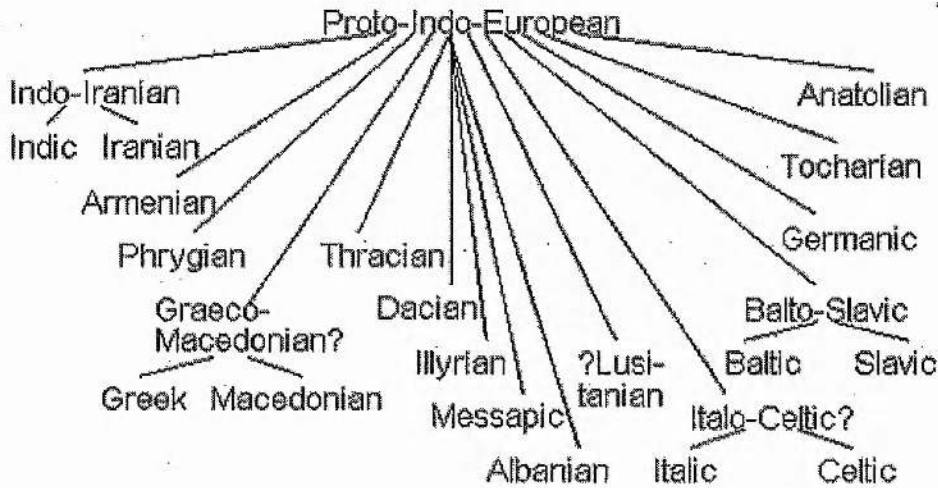 Proto-Indo-European
Indo-Iranian
Anatolian
Indic Iranian
Tocharian
Armenian
Germanic
Phrygian
Thracian
Graeco-
Macedonian?
Dacian
Balto-Slavic
Illyrian
?Lusi-
tanian
Baltic
Slavic
Greek
Macedonian
Messapic
Italo-Celtic?
Albanian
Italic
Celtic